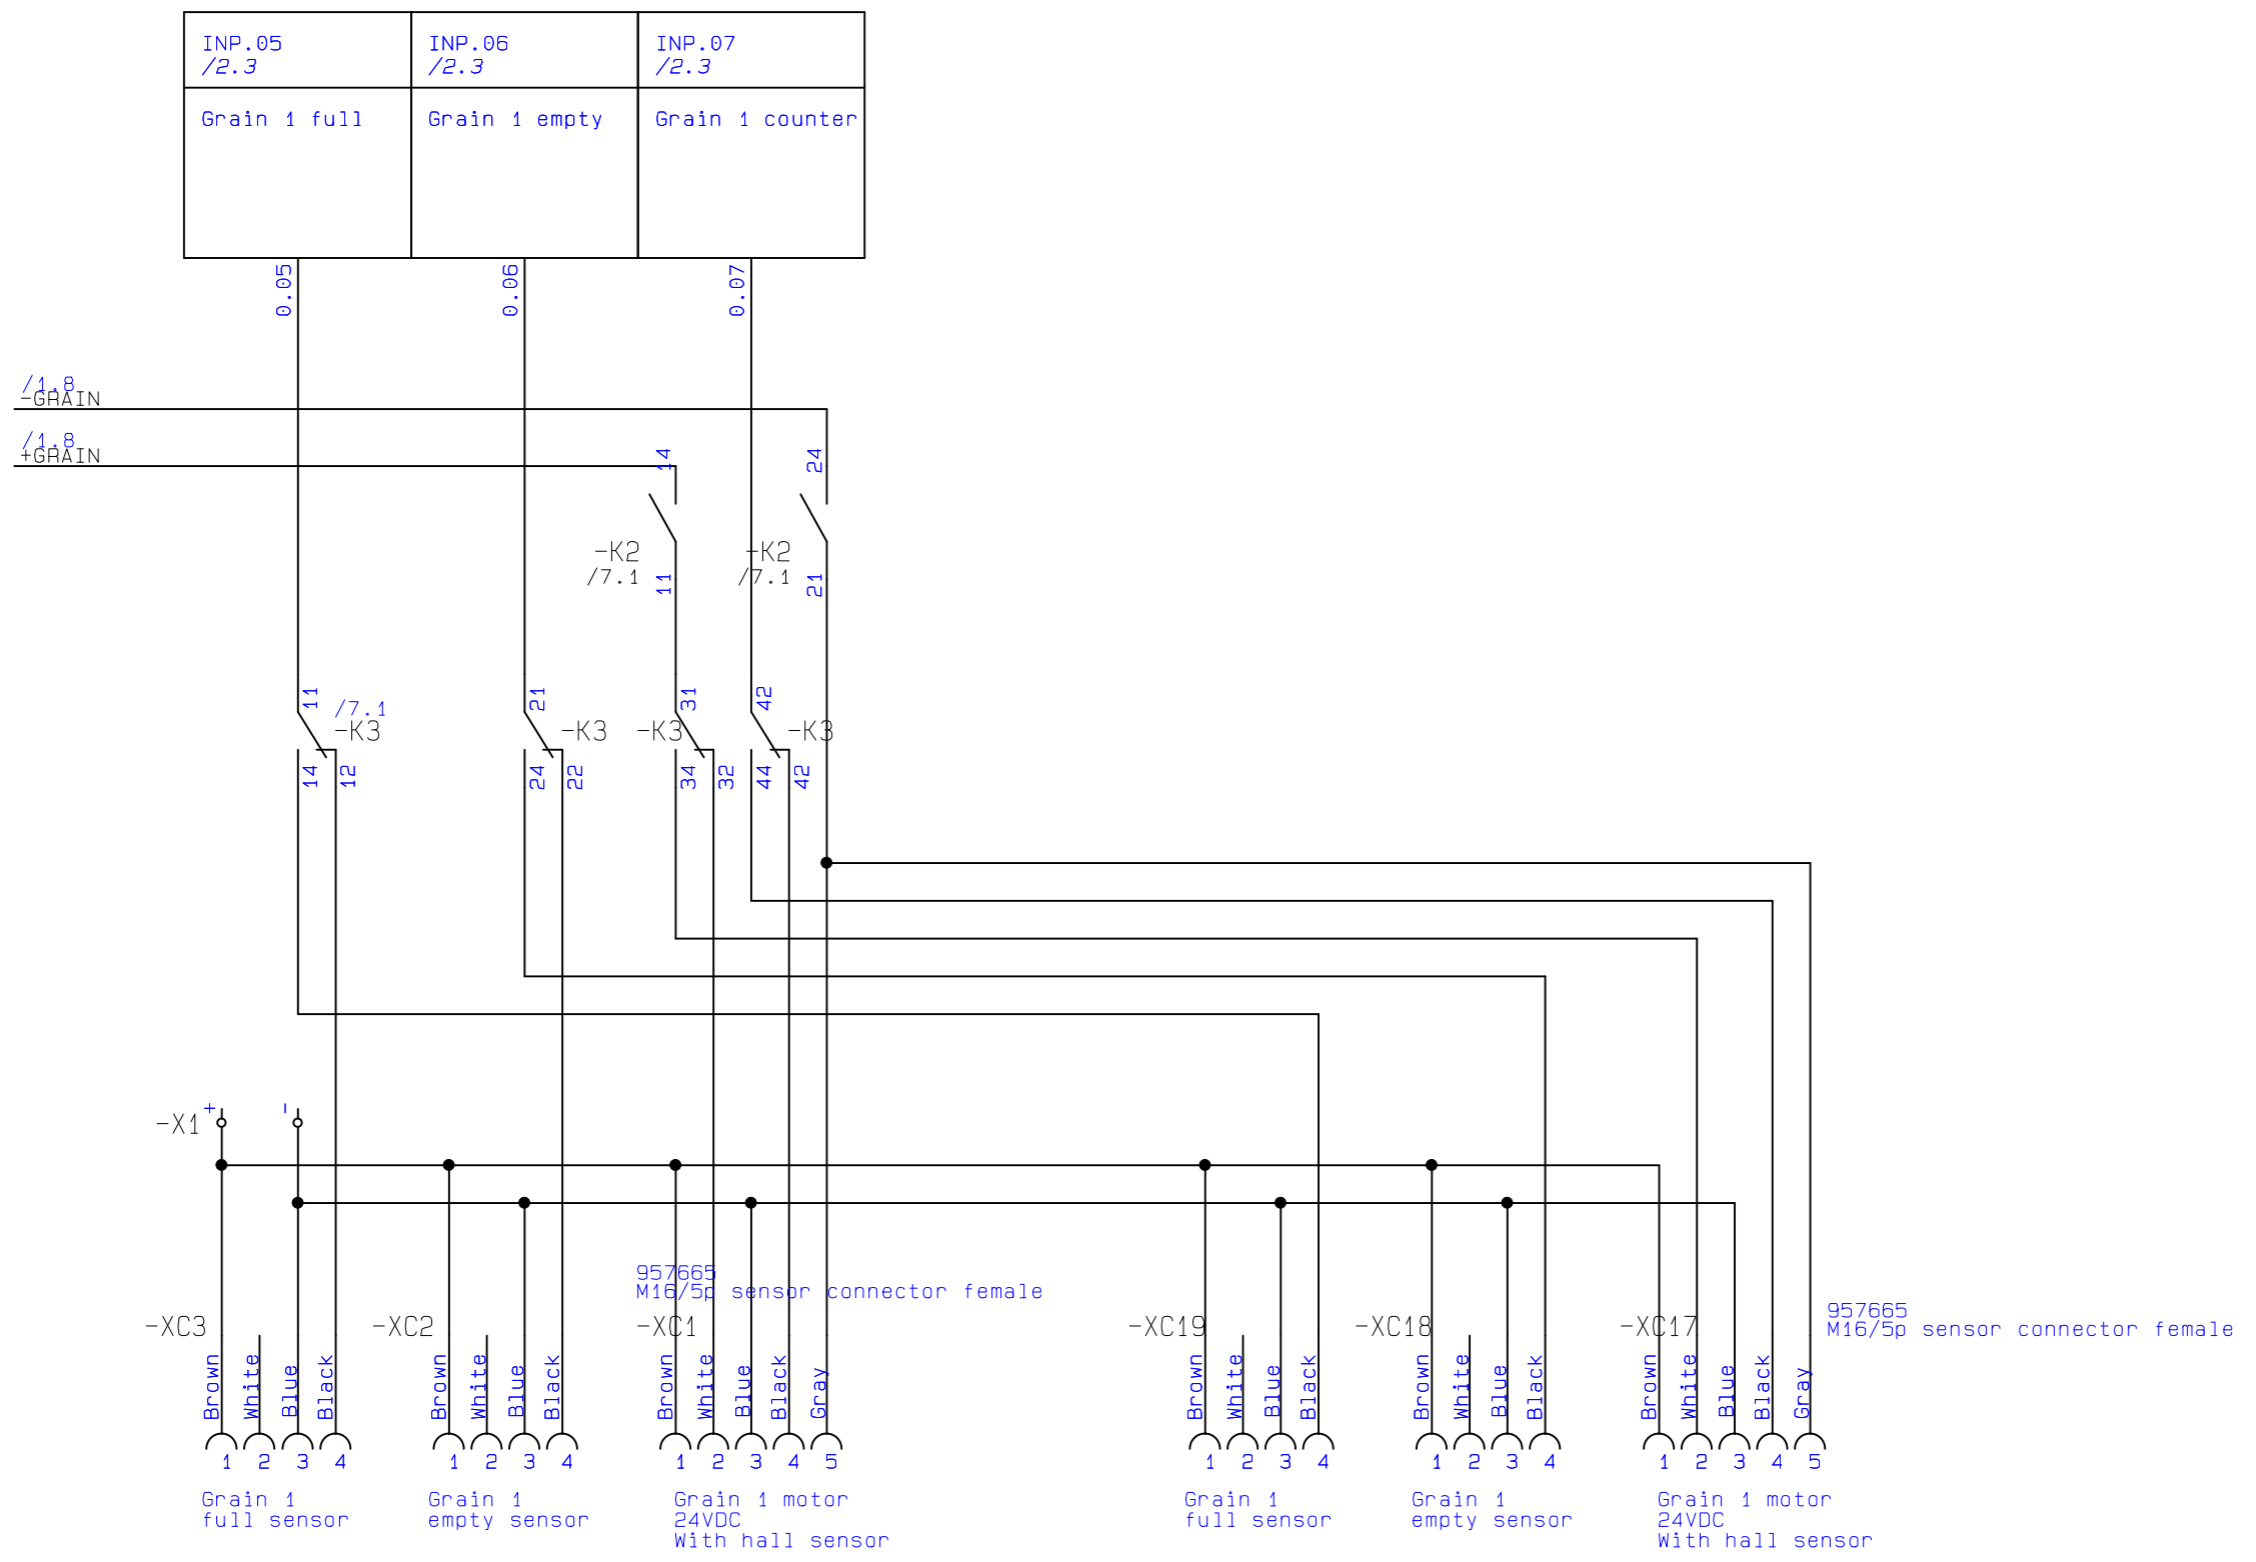 INP.05
/2.3
INP.06
/2.3
INP.07
/2.3
Grain 1 full
Grain 1 empty
Grain 1 counter
0.05
0.06
0.07
/1.8
-GRAIN
/1.8
+GRAIN
14
24
-K2
/7.1
-K2
/7.1
11
21
11
/7.1
-K3
21
-K3
31
-K3
42
-K3
14
12
24
22
34
32
44
42
-X1
+
-
957665
M16/5p sensor connector female
957665
M16/5p sensor connector female
-XC3
-XC2
-XC1
-XC19
-XC18
-XC17
Brown
White
Blue
Black
Brown
White
Blue
Black
Brown
White
Blue
Black
Gray
Brown
White
Blue
Black
Brown
White
Blue
Black
Brown
White
Blue
Black
Gray
1 2 3 4
1 2 3 4
1 2 3 4 5
1 2 3 4
1 2 3 4
1 2 3 4 5
Grain 1
full sensor
Grain 1
empty sensor
Grain 1 motor
24VDC
With hall sensor
Grain 1
full sensor
Grain 1
empty sensor
Grain 1 motor
24VDC
With hall sensor